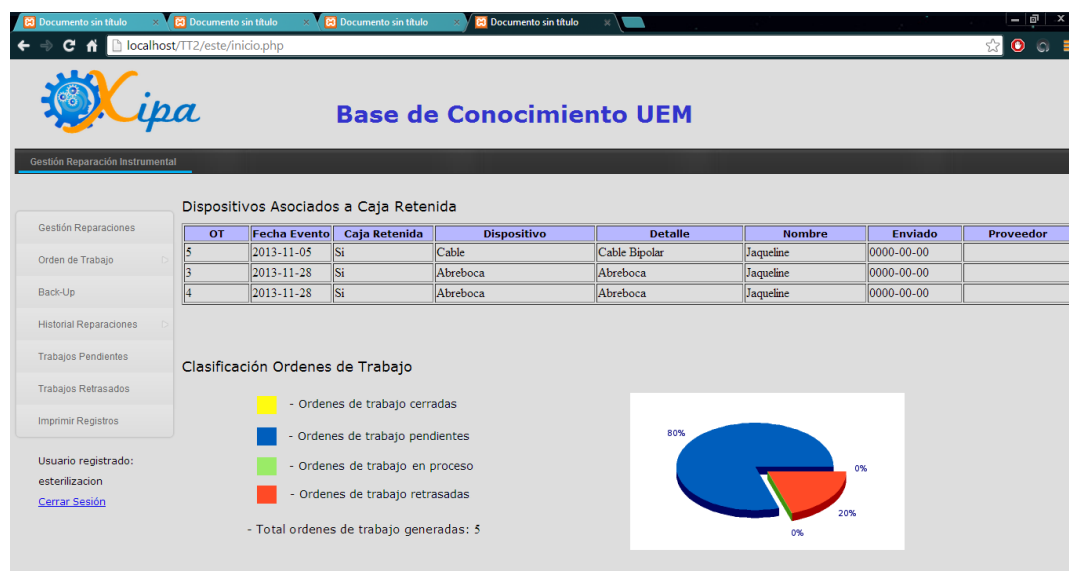 Documento sin título
Documento sin título
Documento sin título
Documento sin título
localhost/TT2/este/inicio.php
Xipa
Base de Conocimiento UEM
Gestión Reparación Instrumental
Gestión Reparaciones
Orden de Trabajo
Back-Up
Historial Reparaciones
Trabajos Pendientes
Trabajos Retrasados
Imprimir Registros
Usuario registrado:
esterilizacion
Cerrar Sesión
Dispositivos Asociados a Caja Retenida
OT Fecha Evento Caja Retenida Dispositivo Detalle Nombre Enviado Proveedor
5 2013-11-05 Si Cable Cable Bipolar Jaqueline 0000-00-00
3 2013-11-28 Si Abreboca Abreboca Jaqueline 0000-00-00
4 2013-11-28 Si Abreboca Abreboca Jaqueline 0000-00-00
Clasificación Ordenes de Trabajo
- Ordenes de trabajo cerradas
- Ordenes de trabajo pendientes
- Ordenes de trabajo en proceso
- Ordenes de trabajo retrasadas
- Total ordenes de trabajo generadas: 5
80%
0%
20%
0%